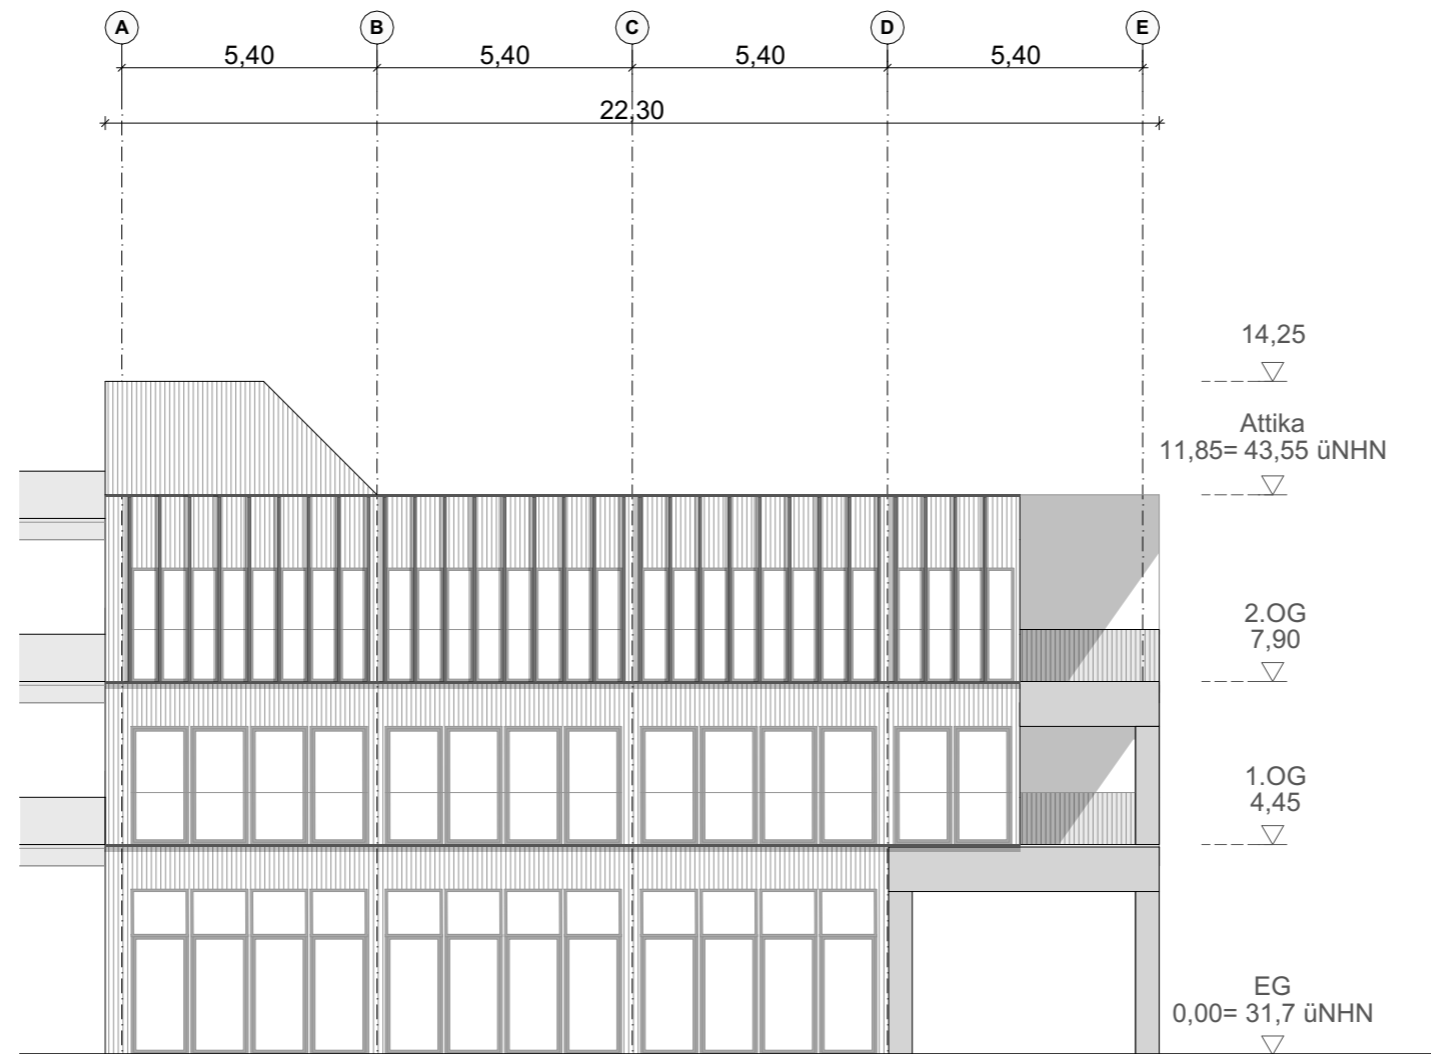 A B C D E
5,40 5,40 5,40 5,40
22,30
14,25
Attika
11,85= 43,55 üNHN
2.OG
7,90
1.OG
4,45
EG
0,00= 31,7 üNHN